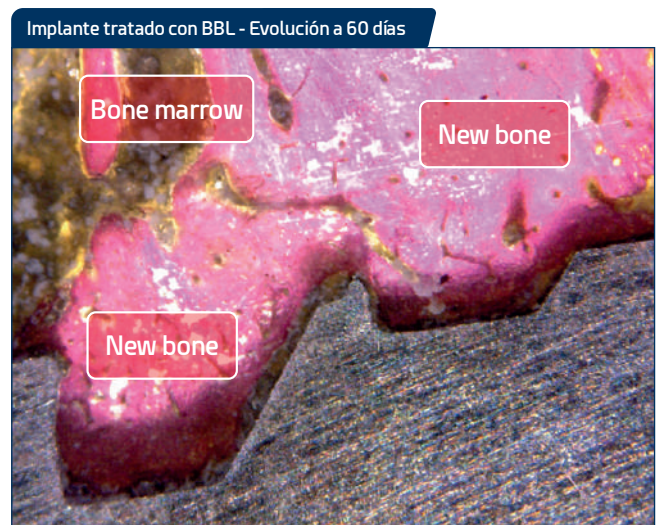 Implante tratado con BBL - Evolución a 60 días
Bone marrow
New bone
New bone